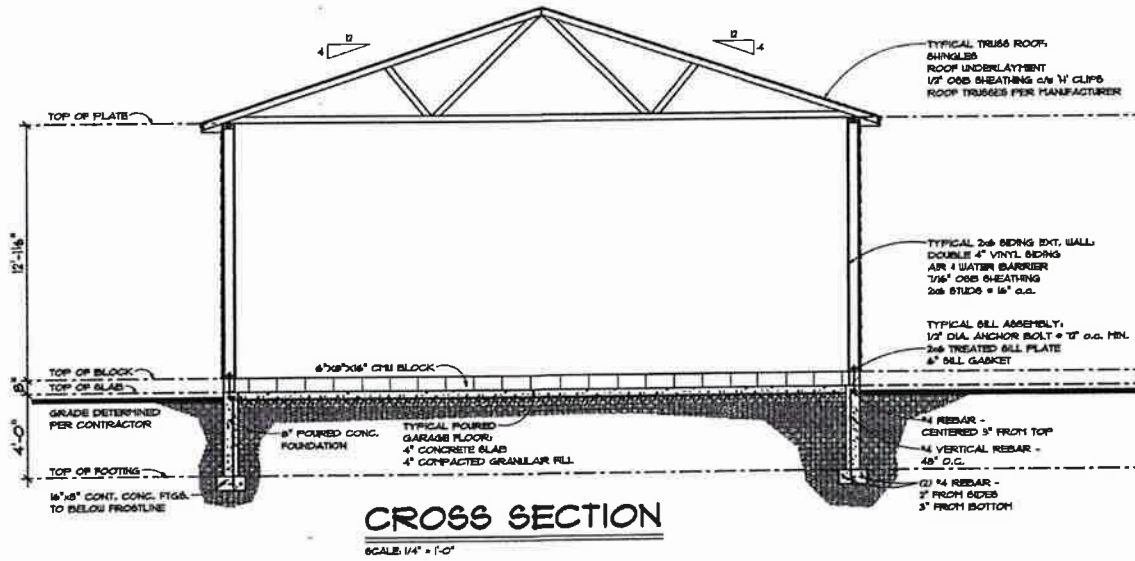 12
4
12
4
TYPICAL TRUSS ROOF:
SHINGLES
ROOF UNDERLAYMENT
1/2" OSB SHEATHING c/w 'H' CLIPS
ROOF TRUSSES PER MANUFACTURER
TOP OF PLATE
12'-1 1/8"
TYPICAL 2x6 SIDING EXT. WALL:
DOUBLE 4" VINYL SIDING
AIR & WATER BARRIER
7/16" OSB SHEATHING
2x6 STUDS @ 16" o.c.
TYPICAL SILL ASSEMBLY:
1/2" DIA. ANCHOR BOLT @ 72" o.c. MIN.
2x6 TREATED SILL PLATE
6" SILL GASKET
TOP OF BLOCK
6"X8"X16" CMU BLOCK
8"
TOP OF SLAB
GRADE DETERMINED
PER CONTRACTOR
8" POURED CONC.
FOUNDATION
TYPICAL POURED
GARAGE FLOOR:
4" CONCRETE SLAB
4" COMPACTED GRANULAR FILL
#4 REBAR -
CENTERED 3" FROM TOP
#4 VERTICAL REBAR -
48" O.C.
4'-0"
TOP OF FOOTING
16"x8" CONT. CONC. FTGS.
TO BELOW FROSTLINE
(2) #4 REBAR -
2" FROM SIDES
3" FROM BOTTOM
CROSS SECTION
SCALE: 1/4" = 1'-0"